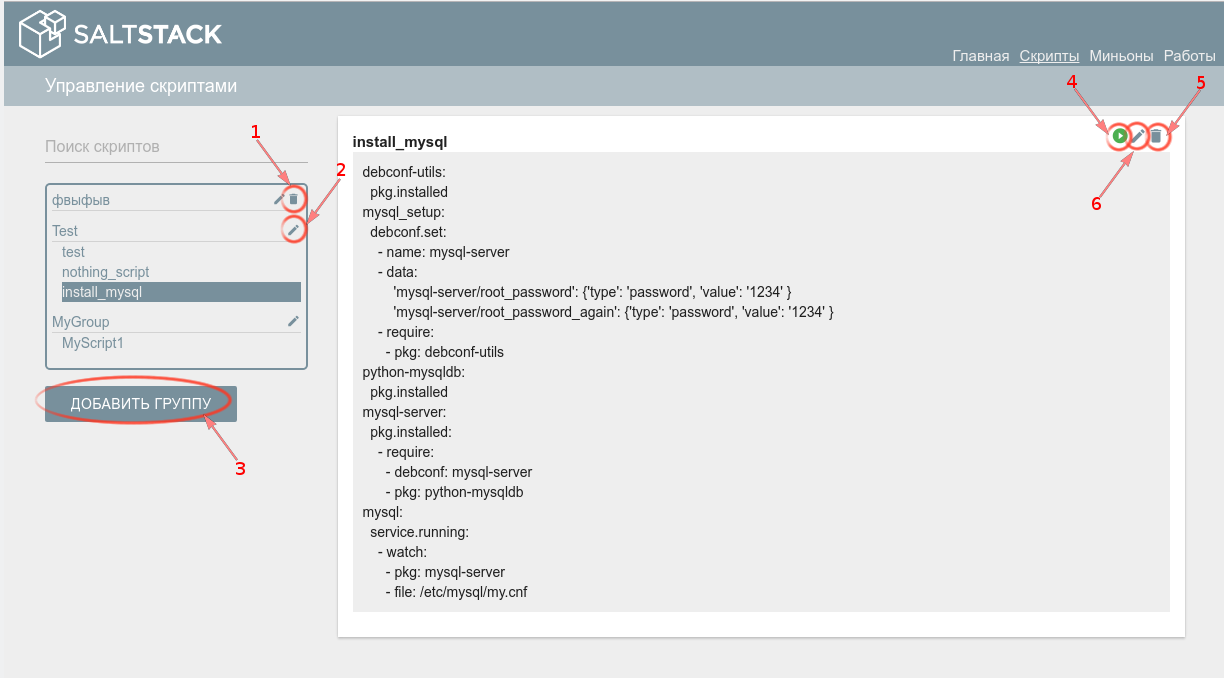 SALTSTACK
Главная Скрипты Миньоны Работы
Управление скриптами
4
5
1
Поиск скриптов
2
фвыфыв
Test
test
nothing_script
install_mysql
MyGroup
MyScript1
ДОБАВИТЬ ГРУППУ
3
install_mysql
6
debconf-utils:
  pkg.installed
mysql_setup:
  debconf.set:
    - name: mysql-server
    - data:
        'mysql-server/root_password': {'type': 'password', 'value': '1234' }
        'mysql-server/root_password_again': {'type': 'password', 'value': '1234' }
    - require:
      - pkg: debconf-utils
python-mysqldb:
  pkg.installed
mysql-server:
  pkg.installed:
    - require:
      - debconf: mysql-server
      - pkg: python-mysqldb
mysql:
  service.running:
    - watch:
      - pkg: mysql-server
      - file: /etc/mysql/my.cnf